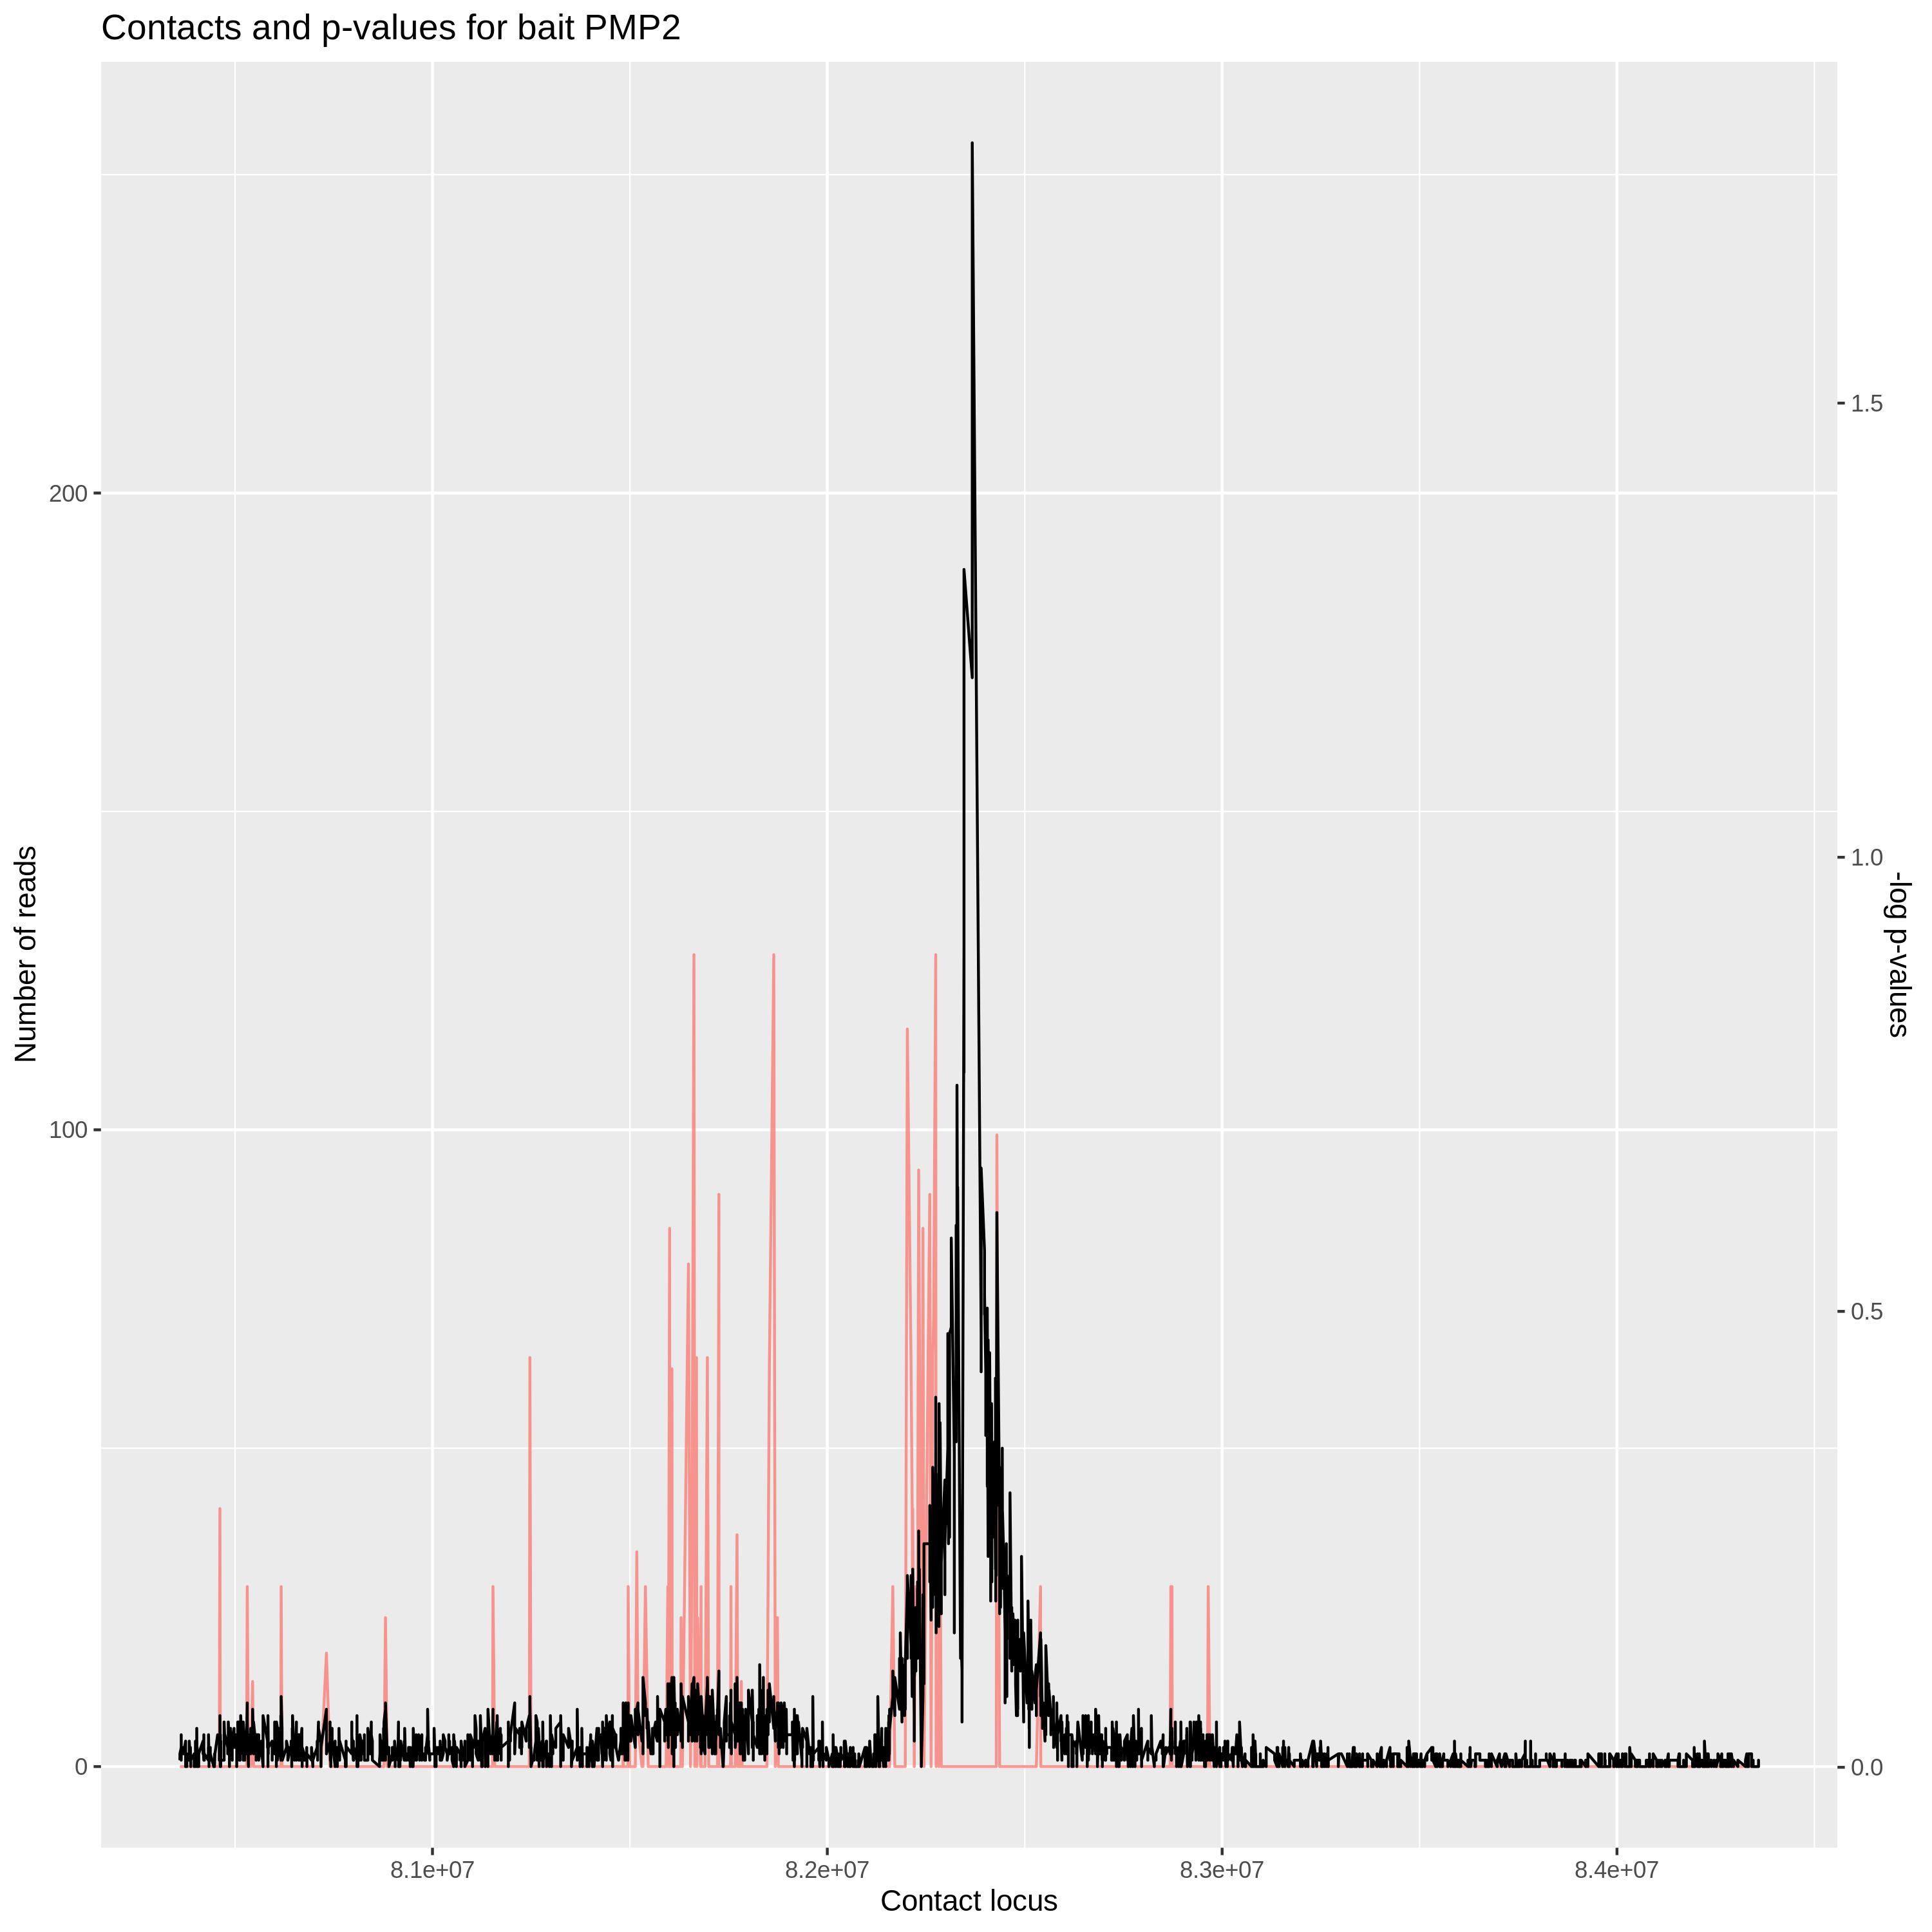 Contacts and p-values for bait PMP2
Number of reads
200
100
0
1.5
1.0
0.5
0.0
-log p-values
8.1e+07
8.2e+07
8.3e+07
8.4e+07
Contact locus